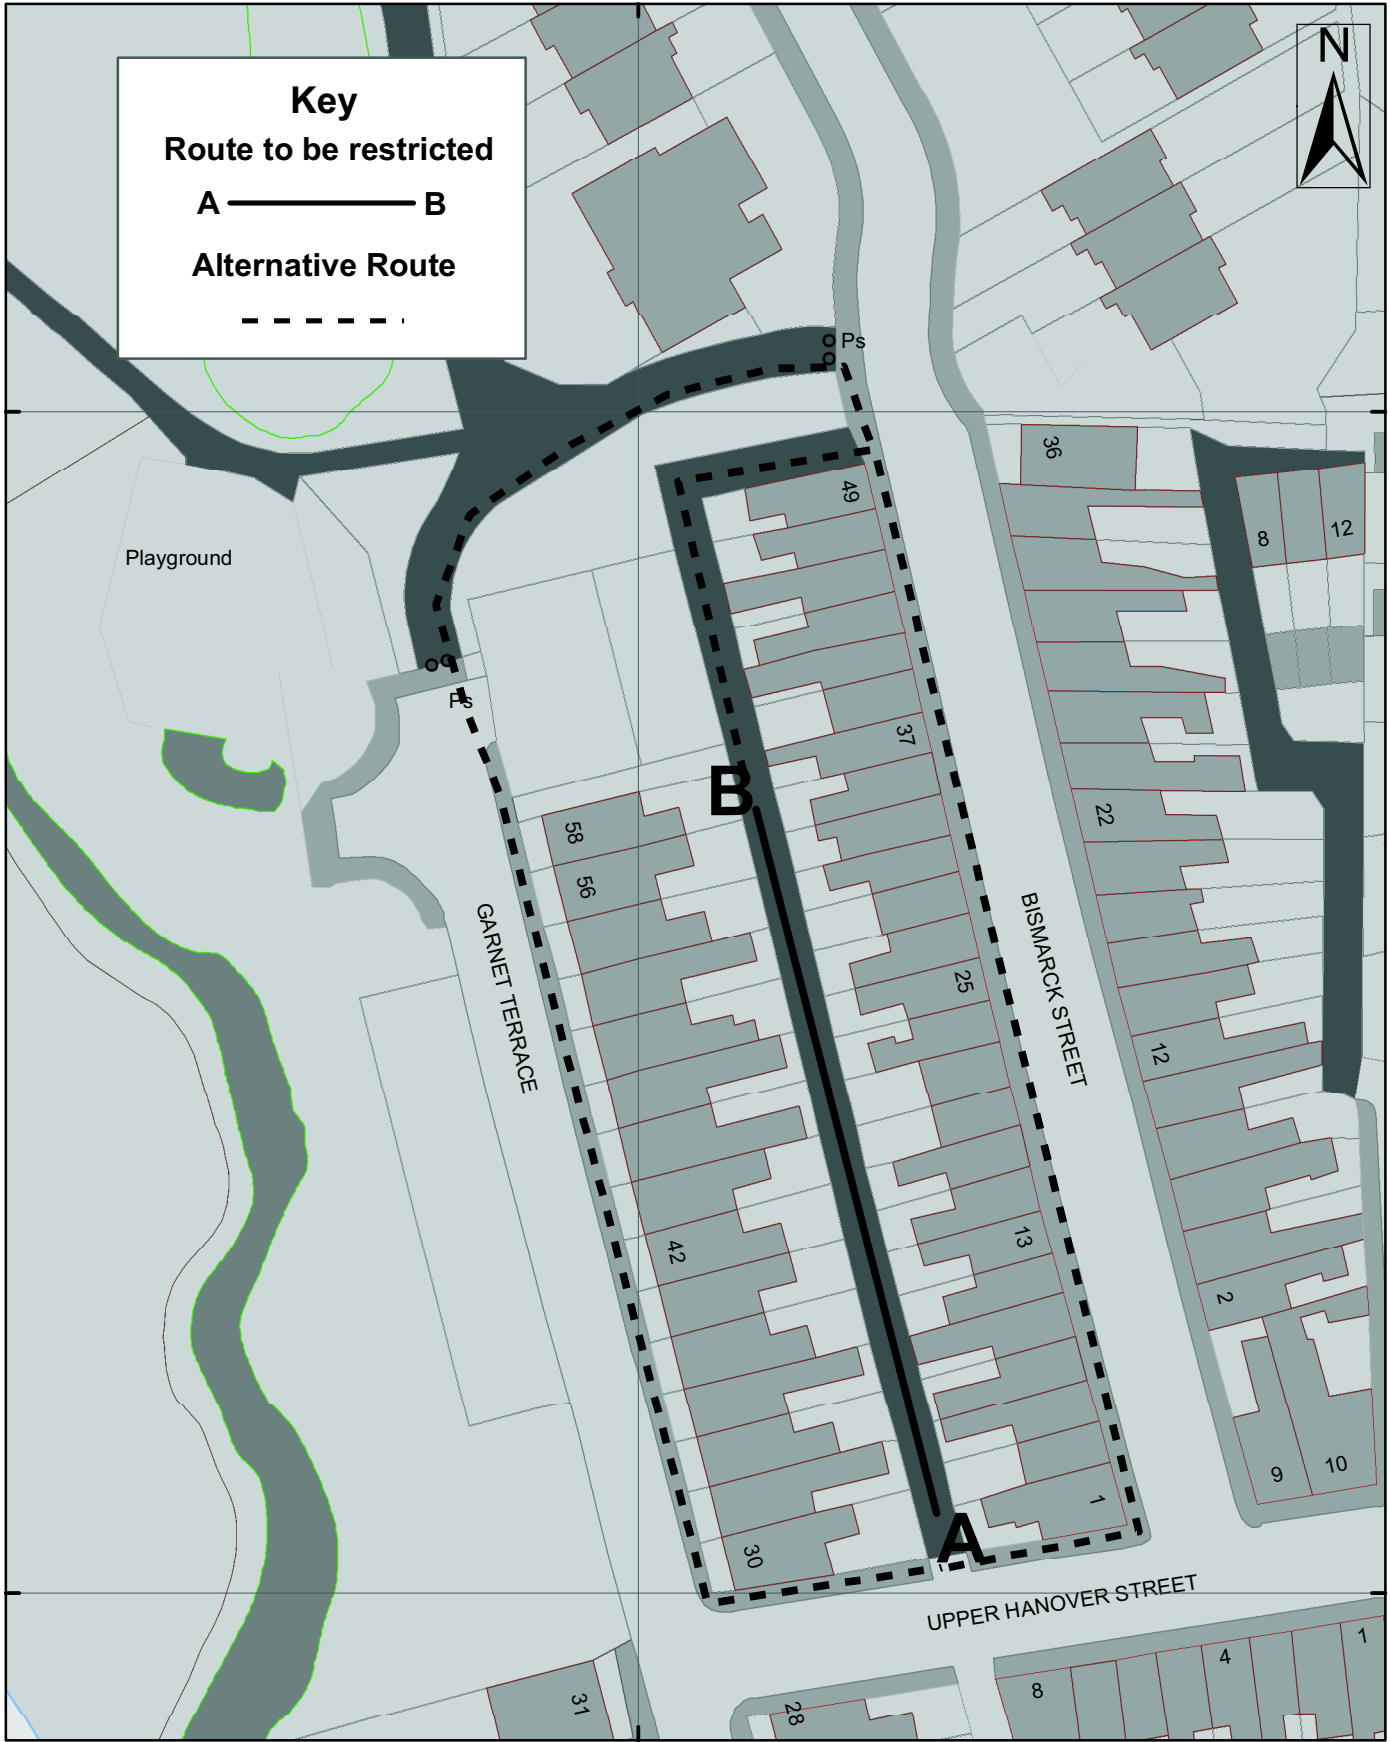 Key
Route to be restricted
A B
Alternative Route
N
Ps
36
49
8
12
Playground
Ps
37
B
58
22
56
GARNET TERRACE
BISMARCK STREET
25
12
13
42
2
9
10
1
A
30
UPPER HANOVER STREET
1
4
8
31
28